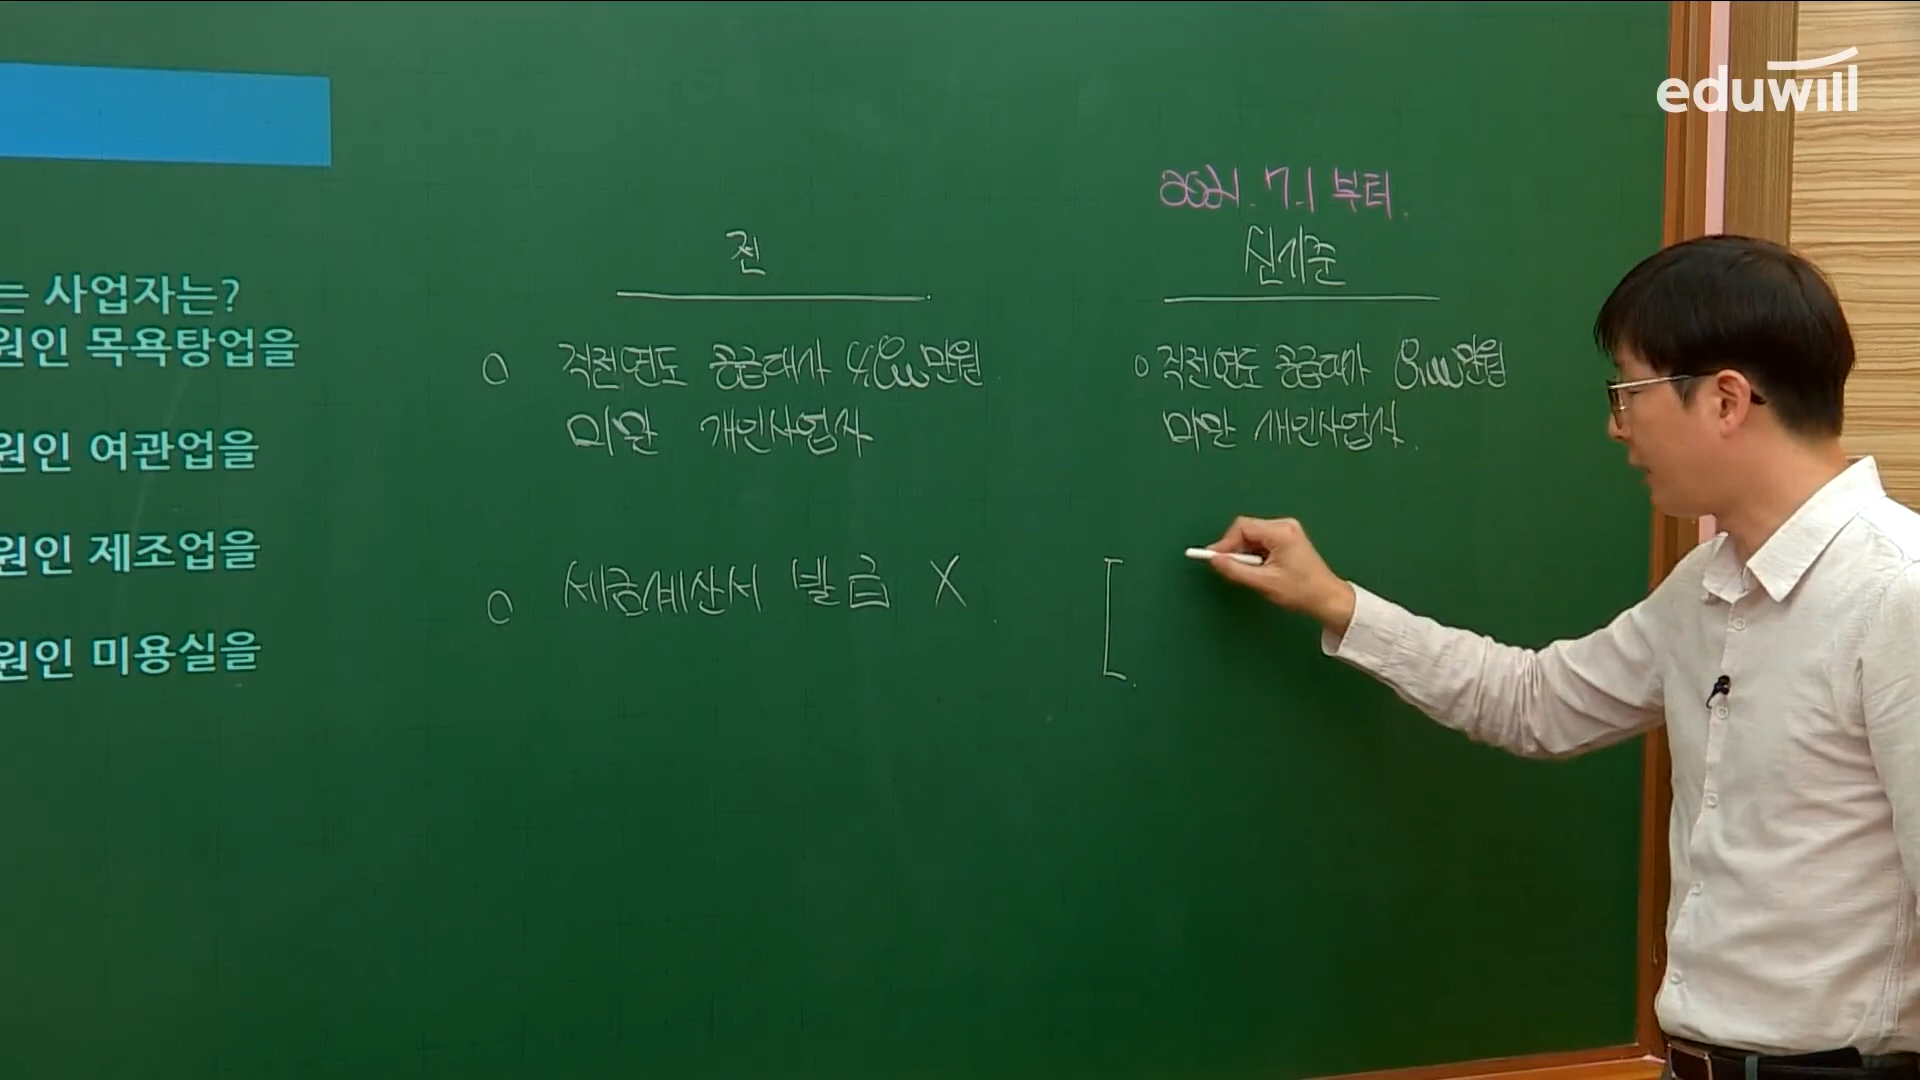 eduwill
는 사업자는?
원인 목욕탕업을
원인 여관업을
원인 제조업을
원인 미용실을
전
○ 직전연도 공급대가 4,800만원
미만 개인사업자
○ 세금계산서 발급 X
2021. 7. 1 부터.
신기준
○ 직전연도 공급대가 8,000만원
미만 개인사업자.
[